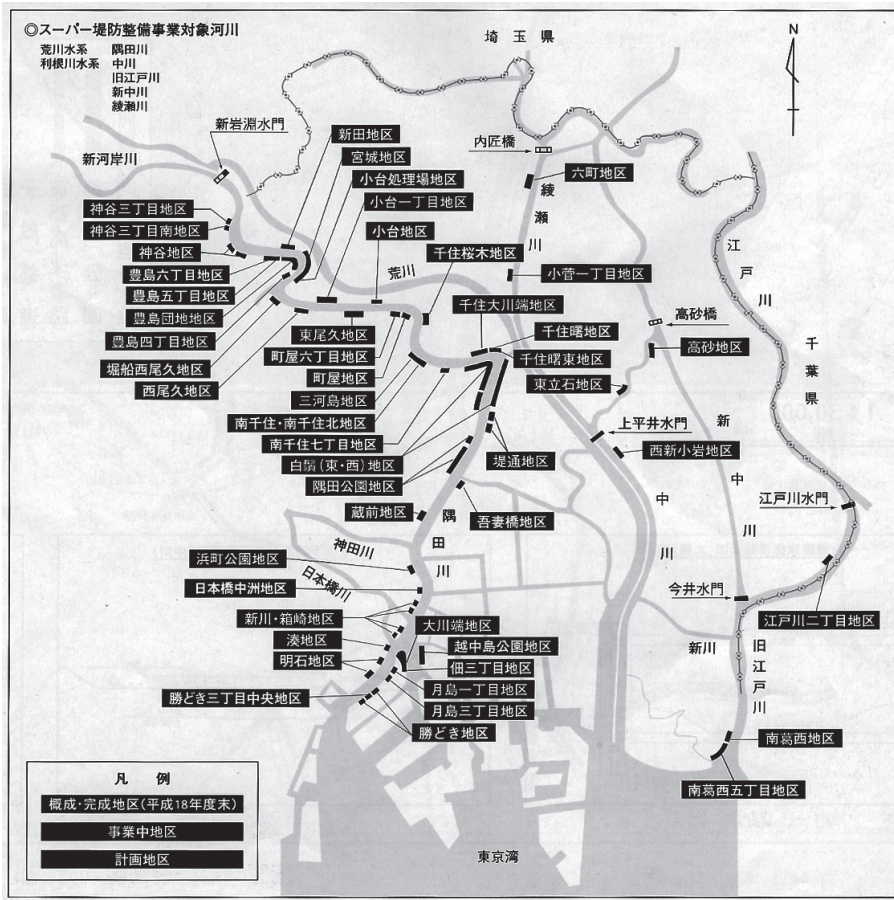 ◎スーパー堤防整備事業対象河川
荒川水系 隅田川
利根川水系 中川
旧江戸川
新中川
綾瀬川
埼玉県
N
新岩淵水門
新河岸川
新田地区
宮城地区
小台処理場地区
小台一丁目地区
小台地区
千住桜木地区
内匠橋
六町地区
綾瀬川
神谷三丁目地区
神谷三丁目南地区
神谷地区
豊島六丁目地区
豊島五丁目地区
豊島団地地区
豊島四丁目地区
堀船西尾久地区
西尾久地区
荒川
小菅一丁目地区
江戸川
千住大川端地区
千住曙地区
千住曙東地区
高砂橋
高砂地区
千葉県
東尾久地区
町屋六丁目地区
町屋地区
三河島地区
南千住・南千住北地区
南千住七丁目地区
白鬚(東・西)地区
隅田公園地区
東立石地区
上平井水門
西新小岩地区
新中川
堤通地区
蔵前地区
吾妻橋地区
隅田川
中川
江戸川水門
神田川
浜町公園地区
日本橋川
日本橋中洲地区
今井水門
江戸川二丁目地区
新川・箱崎地区
大川端地区
湊地区
越中島公園地区
明石地区
佃三丁目地区
新川
旧江戸川
月島一丁目地区
勝どき三丁目中央地区
月島三丁目地区
勝どき地区
南葛西地区
南葛西五丁目地区
凡例
概成・完成地区(平成18年度末)
事業中地区
計画地区
東京湾